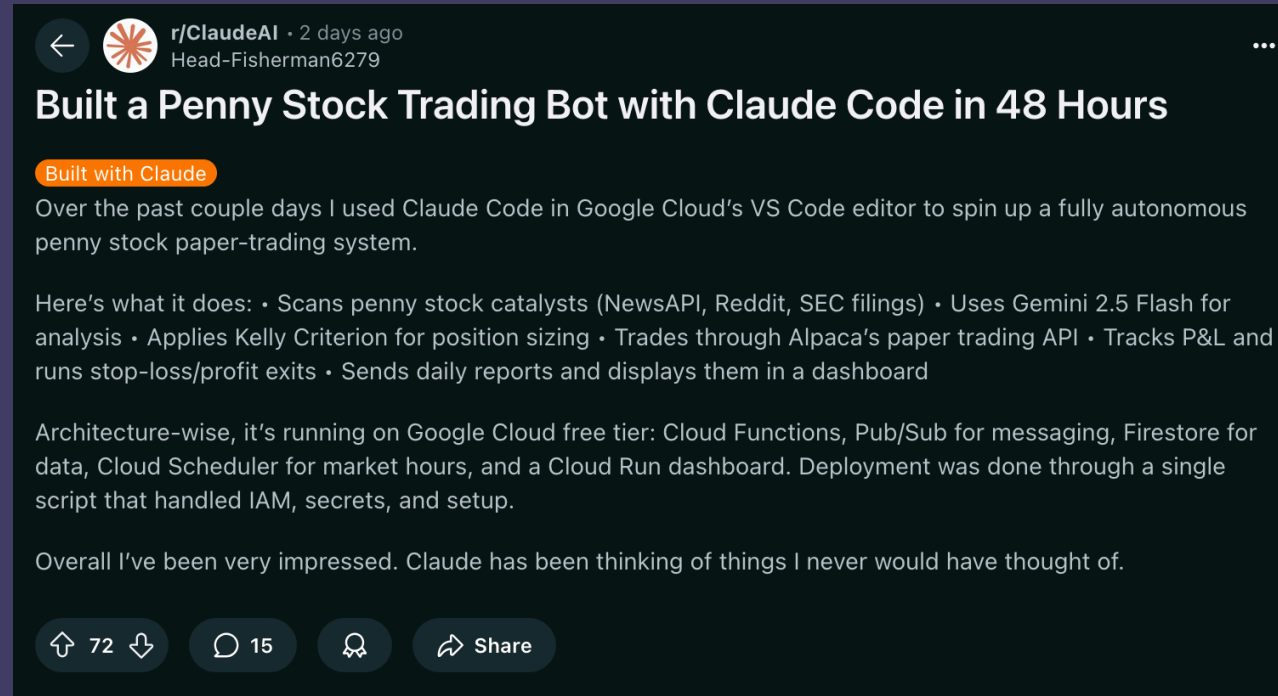 r/ClaudeAI • 2 days ago
Head-Fisherman6279
Built a Penny Stock Trading Bot with Claude Code in 48 Hours
Built with Claude
Over the past couple days I used Claude Code in Google Cloud’s VS Code editor to spin up a fully autonomous
penny stock paper-trading system.
Here’s what it does: • Scans penny stock catalysts (NewsAPI, Reddit, SEC filings) • Uses Gemini 2.5 Flash for
analysis • Applies Kelly Criterion for position sizing • Trades through Alpaca’s paper trading API • Tracks P&L and
runs stop-loss/profit exits • Sends daily reports and displays them in a dashboard
Architecture-wise, it’s running on Google Cloud free tier: Cloud Functions, Pub/Sub for messaging, Firestore for
data, Cloud Scheduler for market hours, and a Cloud Run dashboard. Deployment was done through a single
script that handled IAM, secrets, and setup.
Overall I’ve been very impressed. Claude has been thinking of things I never would have thought of.
72 15 Share